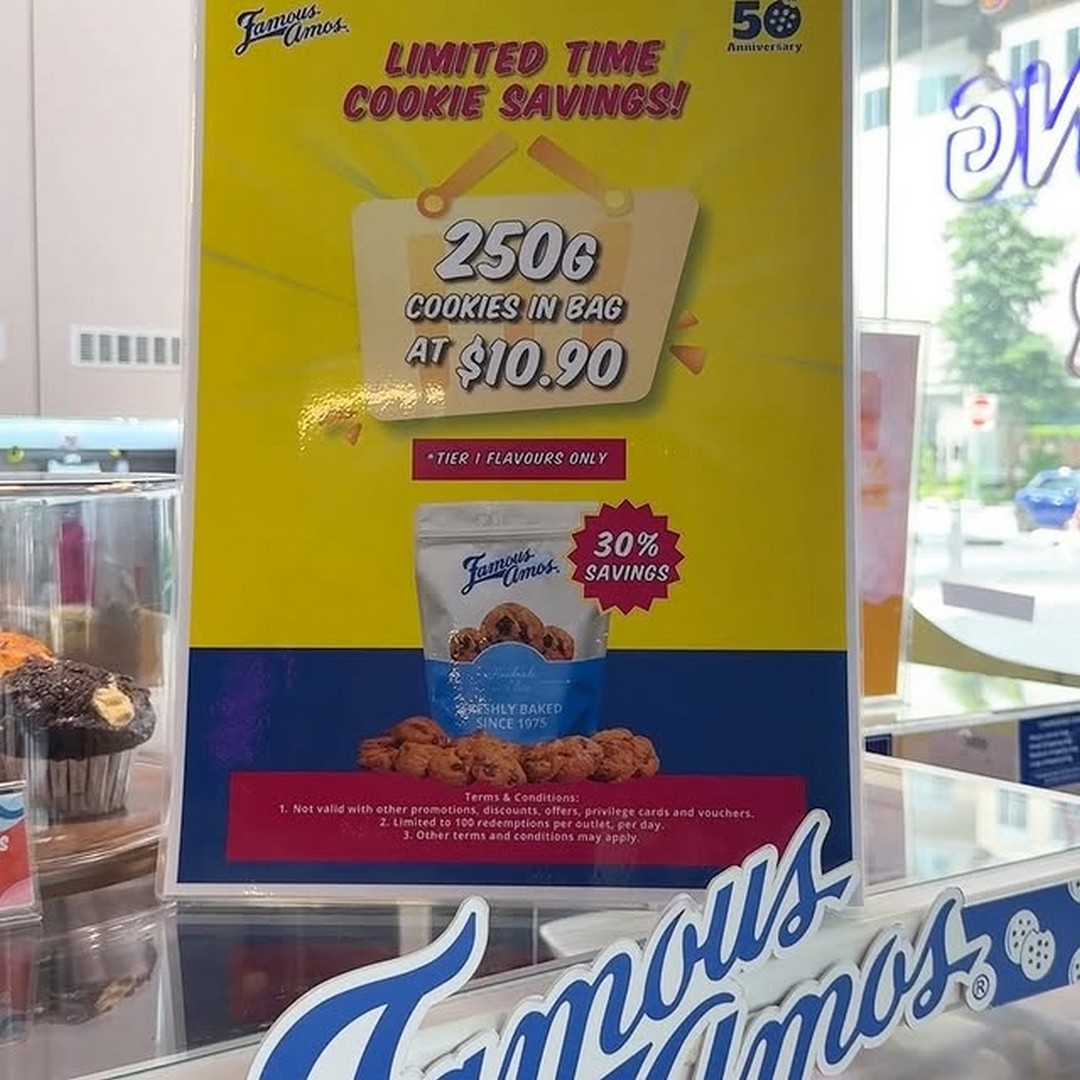 Famous Amos.
50
Anniversary
LIMITED TIME
COOKIE SAVINGS!
250G
COOKIES IN BAG
AT $10.90
*TIER 1 FLAVOURS ONLY
30%
SAVINGS
Famous Amos.
FRESHLY BAKED
SINCE 1975
Terms & Conditions:
1. Not valid with other promotions, discounts, offers, privilege cards and vouchers.
2. Limited to 100 redemptions per outlet, per day.
3. Other terms and conditions may apply.
Famous
Amos®